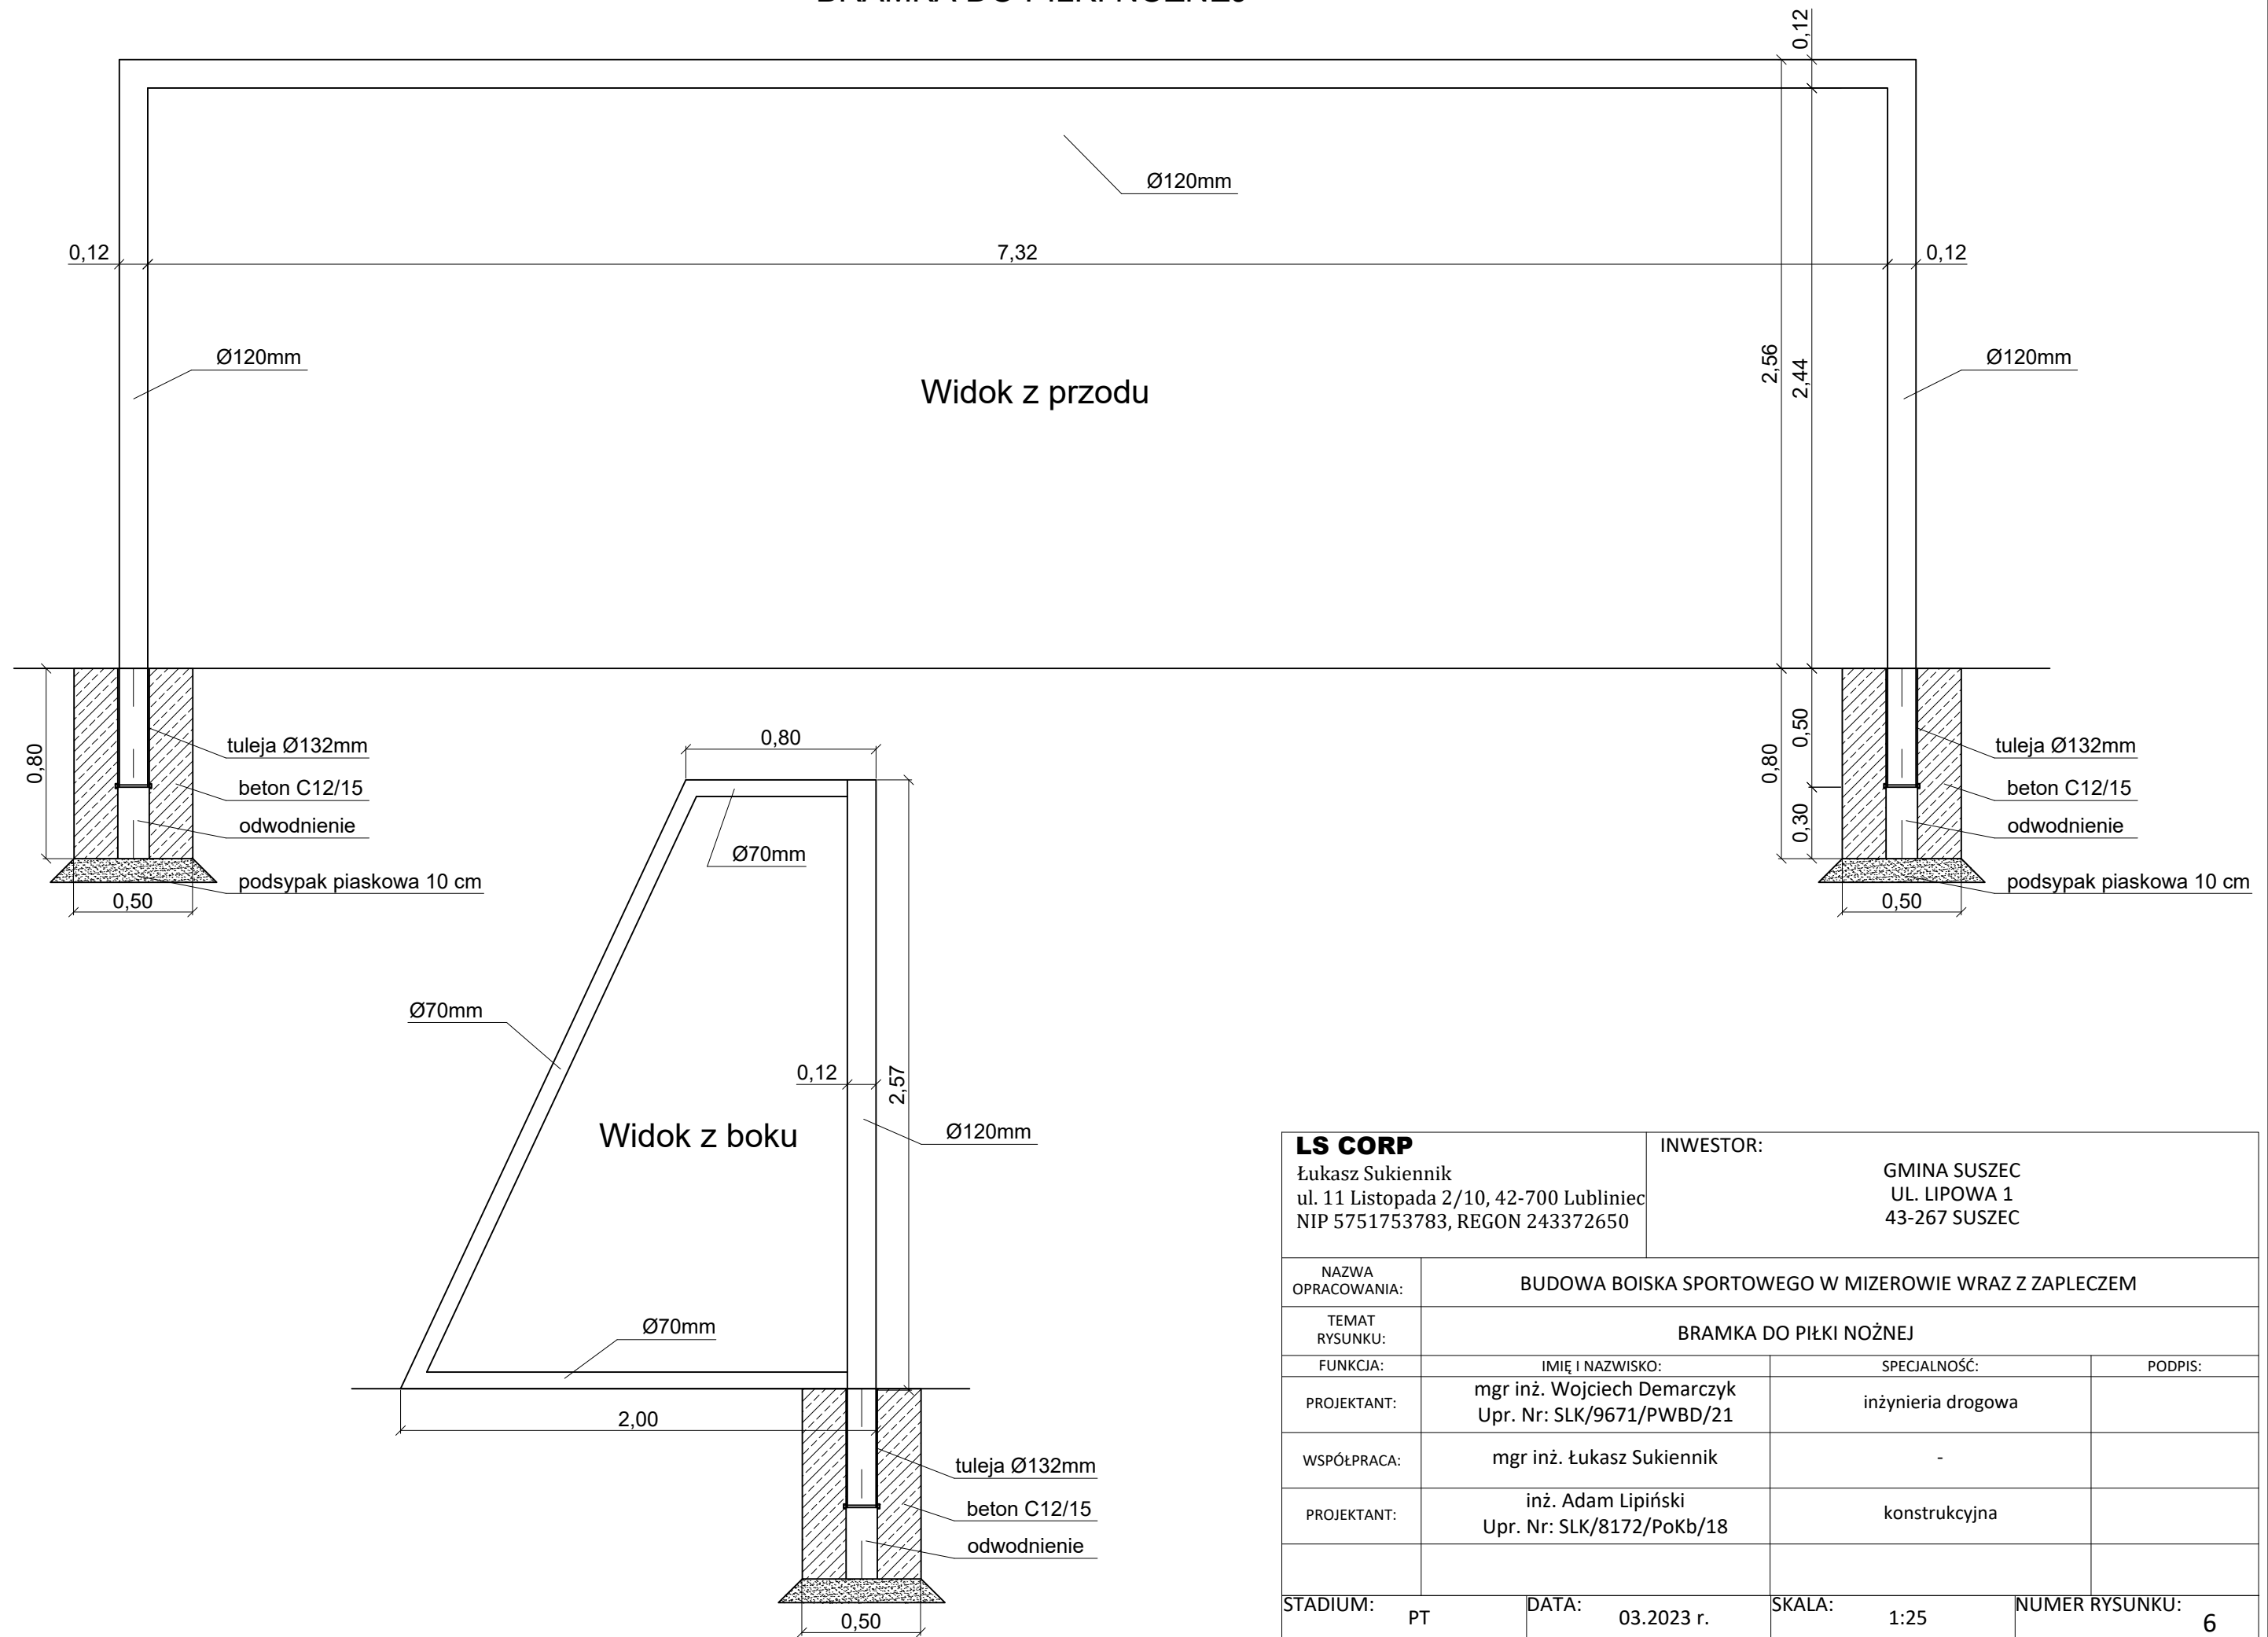 0,12
Ø120mm
0,12
7,32
0,12
Ø120mm
2,56
2,44
Ø120mm
Widok z przodu
0,80
tuleja Ø132mm
beton C12/15
odwodnienie
podsypak piaskowa 10 cm
0,50
0,50
0,80
0,30
tuleja Ø132mm
beton C12/15
odwodnienie
podsypak piaskowa 10 cm
0,50
0,80
Ø70mm
Ø70mm
0,12
2,57
Widok z boku
Ø120mm
Ø70mm
2,00
tuleja Ø132mm
beton C12/15
odwodnienie
0,50
LS CORP
Łukasz Sukiennik
ul. 11 Listopada 2/10, 42-700 Lubliniec
NIP 5751753783, REGON 243372650
INWESTOR:
GMINA SUSZEC
UL. LIPOWA 1
43-267 SUSZEC
NAZWA
OPRACOWANIA:
BUDOWA BOISKA SPORTOWEGO W MIZEROWIE WRAZ Z ZAPLECZEM
TEMAT
RYSUNKU:
BRAMKA DO PIŁKI NOŻNEJ
FUNKCJA:
IMIĘ I NAZWISKO:
SPECJALNOŚĆ:
PODPIS:
PROJEKTANT:
mgr inż. Wojciech Demarczyk
Upr. Nr: SLK/9671/PWBD/21
inżynieria drogowa
WSPÓŁPRACA:
mgr inż. Łukasz Sukiennik
-
PROJEKTANT:
inż. Adam Lipiński
Upr. Nr: SLK/8172/PoKb/18
konstrukcyjna
STADIUM:
PT
DATA:
03.2023 r.
SKALA:
1:25
NUMER RYSUNKU:
6